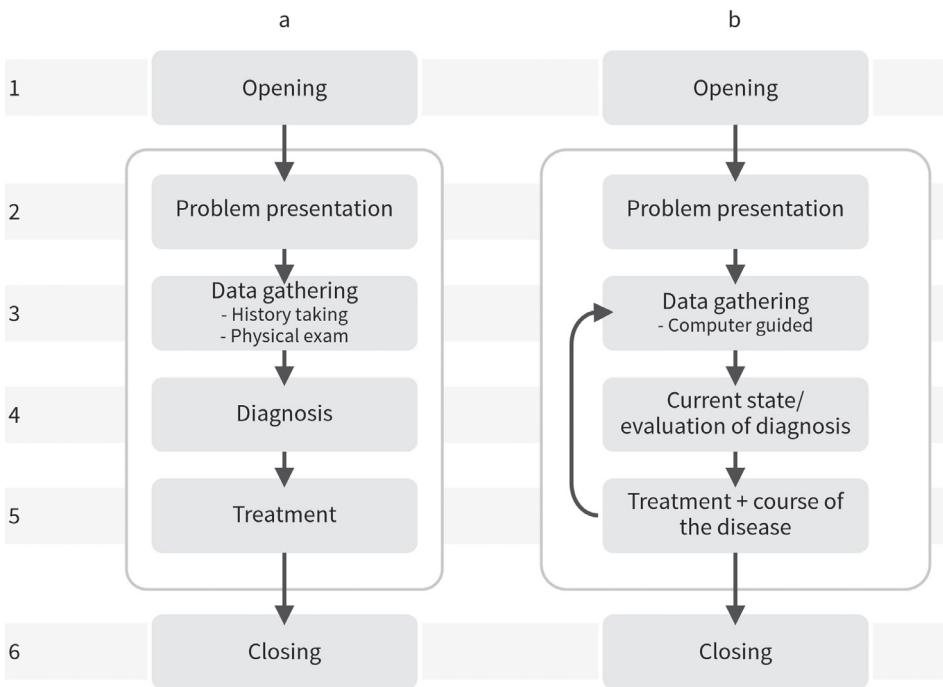 a b
1 Opening Opening
2 Problem presentation Problem presentation
3 Data gathering
- History taking
- Physical exam
Data gathering
- Computer guided
4 Diagnosis
Current state/
evaluation of diagnosis
5 Treatment
Treatment + course of
the disease
6 Closing Closing